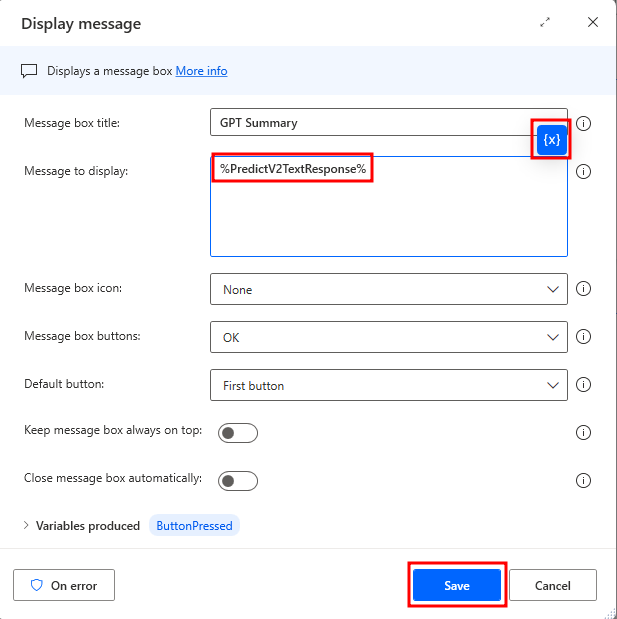 Display message
Displays a message box More info
Message box title:
GPT Summary
{x}
Message to display:
%PredictV2TextResponse%
Message box icon:
None
Message box buttons:
OK
Default button:
First button
Keep message box always on top:
Close message box automatically:
Variables produced ButtonPressed
On error
Save
Cancel